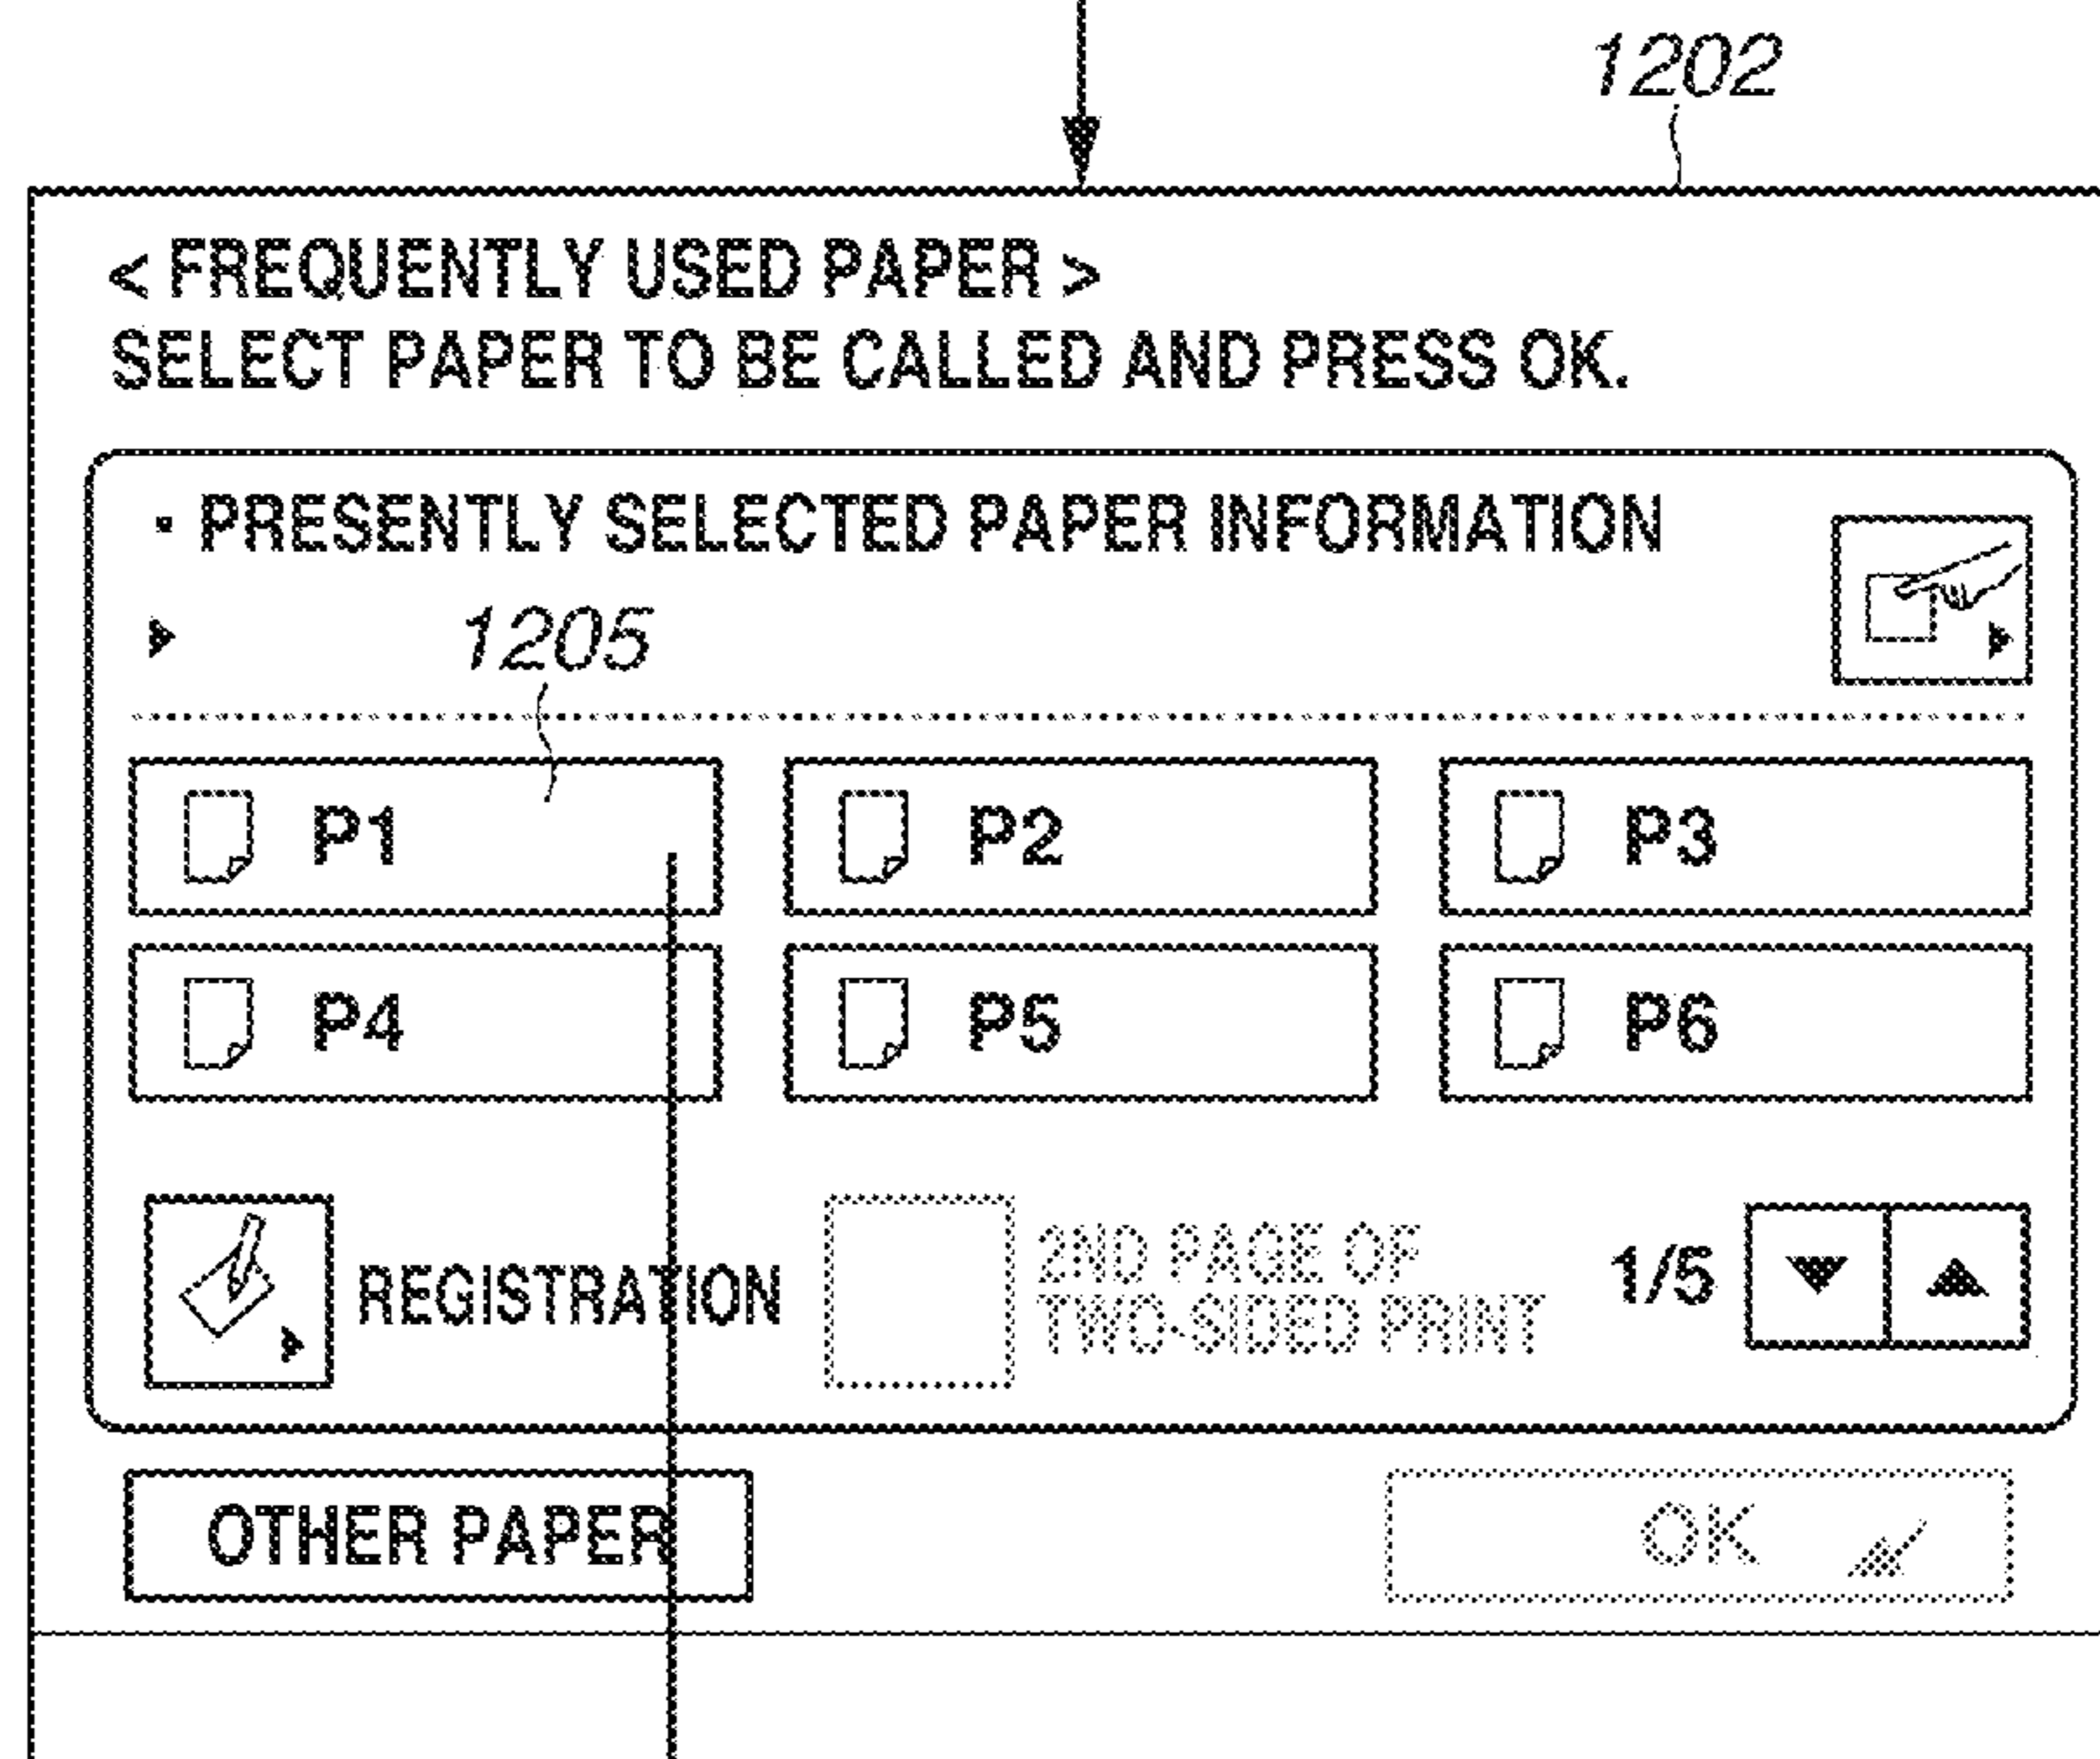 1202
< FREQUENTLY USED PAPER >
SELECT PAPER TO BE CALLED AND PRESS OK.
· PRESENTLY SELECTED PAPER INFORMATION
1205
P1 P2 P3
P4 P5 P6
REGISTRATION
2ND PAGE OF
TWO-SIDED PRINT
1/5
OTHER PAPER
OK